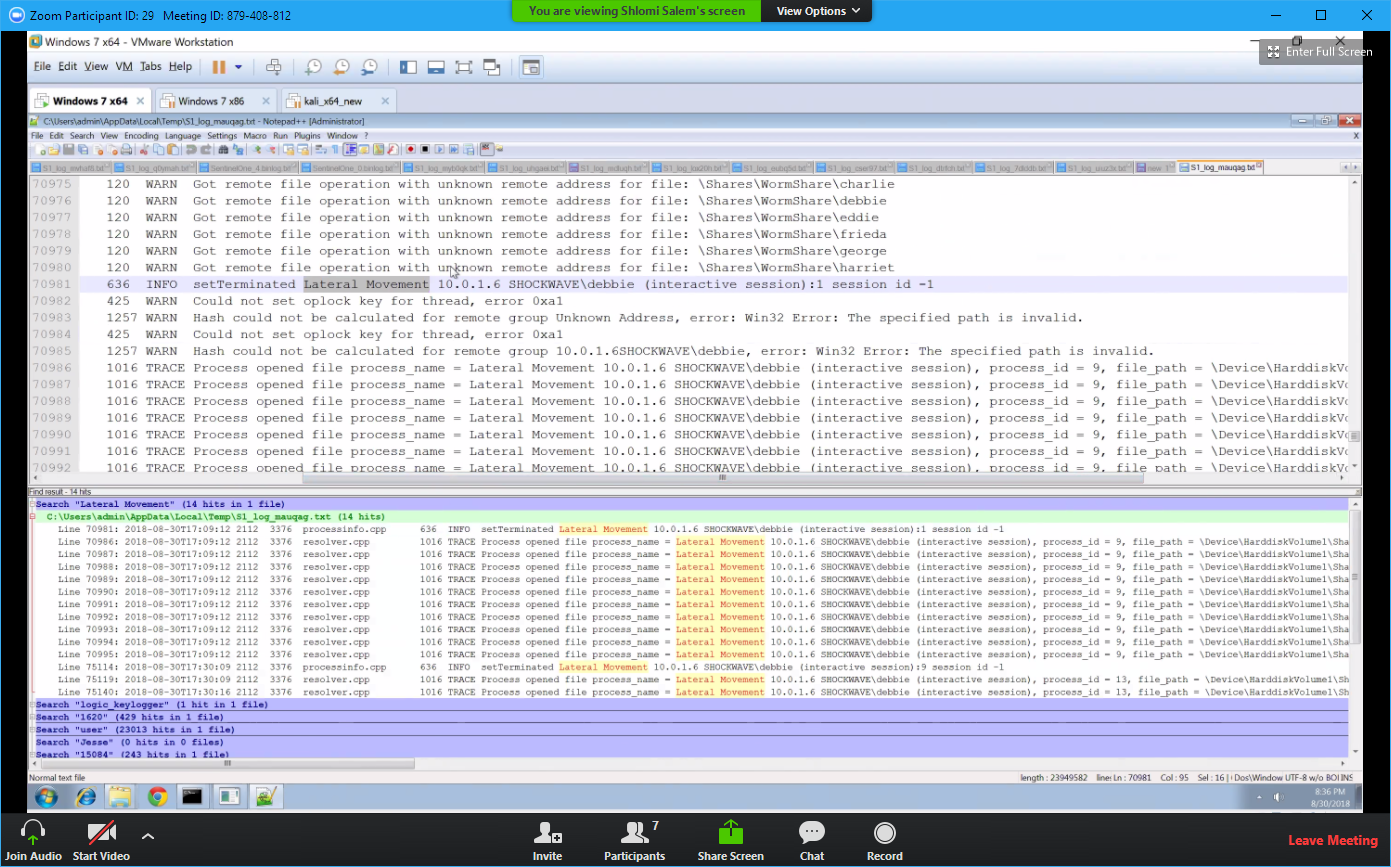 Zoom Participant ID: 29 Meeting ID: 879-408-812
You are viewing Shlomi Salem's screen
View Options
Windows 7 x64 - VMware Workstation
Enter Full Screen
File Edit View VM Tabs Help
Windows 7 x64
Windows 7 x86
kali_x64_new
C:\Users\admin\AppData\Local\Temp\S1_log_mauqag.txt - Notepad++ [Administrator]
File Edit Search View Encoding Language Settings Macro Run Plugins Window ?
S1_log_mauqag.txt
70975 120 WARN Got remote file operation with unknown remote address for file: \Shares\WormShare\charlie
70976 120 WARN Got remote file operation with unknown remote address for file: \Shares\WormShare\debbie
70977 120 WARN Got remote file operation with unknown remote address for file: \Shares\WormShare\eddie
70978 120 WARN Got remote file operation with unknown remote address for file: \Shares\WormShare\frieda
70979 120 WARN Got remote file operation with unknown remote address for file: \Shares\WormShare\george
70980 120 WARN Got remote file operation with unknown remote address for file: \Shares\WormShare\harriet
70981 636 INFO setTerminated Lateral Movement 10.0.1.6 SHOCKWAVE\debbie (interactive session):1 session id -1
70982 425 WARN Could not set oplock key for thread, error 0xa1
70983 1257 WARN Hash could not be calculated for remote group Unknown Address, error: Win32 Error: The specified path is invalid.
70984 425 WARN Could not set oplock key for thread, error 0xa1
70985 1257 WARN Hash could not be calculated for remote group 10.0.1.6SHOCKWAVE\debbie, error: Win32 Error: The specified path is invalid.
70986 1016 TRACE Process opened file process_name = Lateral Movement 10.0.1.6 SHOCKWAVE\debbie (interactive session), process_id = 9, file_path = \Device\HarddiskVo
70987 1016 TRACE Process opened file process_name = Lateral Movement 10.0.1.6 SHOCKWAVE\debbie (interactive session), process_id = 9, file_path = \Device\HarddiskVo
70988 1016 TRACE Process opened file process_name = Lateral Movement 10.0.1.6 SHOCKWAVE\debbie (interactive session), process_id = 9, file_path = \Device\HarddiskVo
70989 1016 TRACE Process opened file process_name = Lateral Movement 10.0.1.6 SHOCKWAVE\debbie (interactive session), process_id = 9, file_path = \Device\HarddiskVo
70990 1016 TRACE Process opened file process_name = Lateral Movement 10.0.1.6 SHOCKWAVE\debbie (interactive session), process_id = 9, file_path = \Device\HarddiskVo
70991 1016 TRACE Process opened file process_name = Lateral Movement 10.0.1.6 SHOCKWAVE\debbie (interactive session), process_id = 9, file_path = \Device\HarddiskVo
70992 1016 TRACE Process opened file process_name = Lateral Movement 10.0.1.6 SHOCKWAVE\debbie (interactive session), process_id = 9, file_path = \Device\HarddiskVo
Find result - 14 hits
Search "Lateral Movement" (14 hits in 1 file)
C:\Users\admin\AppData\Local\Temp\S1_log_mauqag.txt (14 hits)
Line 70981: 2018-08-30T17:09:12 2112 3376 processinfo.cpp 636 INFO setTerminated Lateral Movement 10.0.1.6 SHOCKWAVE\debbie (interactive session):1 session id -1
Line 70986: 2018-08-30T17:09:12 2112 3376 resolver.cpp 1016 TRACE Process opened file process_name = Lateral Movement 10.0.1.6 SHOCKWAVE\debbie (interactive session), process_id = 9, file_path = \Device\HarddiskVolume1\Sha
Line 70987: 2018-08-30T17:09:12 2112 3376 resolver.cpp 1016 TRACE Process opened file process_name = Lateral Movement 10.0.1.6 SHOCKWAVE\debbie (interactive session), process_id = 9, file_path = \Device\HarddiskVolume1\Sha
Line 70988: 2018-08-30T17:09:12 2112 3376 resolver.cpp 1016 TRACE Process opened file process_name = Lateral Movement 10.0.1.6 SHOCKWAVE\debbie (interactive session), process_id = 9, file_path = \Device\HarddiskVolume1\Sha
Line 70989: 2018-08-30T17:09:12 2112 3376 resolver.cpp 1016 TRACE Process opened file process_name = Lateral Movement 10.0.1.6 SHOCKWAVE\debbie (interactive session), process_id = 9, file_path = \Device\HarddiskVolume1\Sha
Line 70990: 2018-08-30T17:09:12 2112 3376 resolver.cpp 1016 TRACE Process opened file process_name = Lateral Movement 10.0.1.6 SHOCKWAVE\debbie (interactive session), process_id = 9, file_path = \Device\HarddiskVolume1\Sha
Line 70991: 2018-08-30T17:09:12 2112 3376 resolver.cpp 1016 TRACE Process opened file process_name = Lateral Movement 10.0.1.6 SHOCKWAVE\debbie (interactive session), process_id = 9, file_path = \Device\HarddiskVolume1\Sha
Line 70992: 2018-08-30T17:09:12 2112 3376 resolver.cpp 1016 TRACE Process opened file process_name = Lateral Movement 10.0.1.6 SHOCKWAVE\debbie (interactive session), process_id = 9, file_path = \Device\HarddiskVolume1\Sha
Line 70993: 2018-08-30T17:09:12 2112 3376 resolver.cpp 1016 TRACE Process opened file process_name = Lateral Movement 10.0.1.6 SHOCKWAVE\debbie (interactive session), process_id = 9, file_path = \Device\HarddiskVolume1\Sha
Line 70994: 2018-08-30T17:09:12 2112 3376 resolver.cpp 1016 TRACE Process opened file process_name = Lateral Movement 10.0.1.6 SHOCKWAVE\debbie (interactive session), process_id = 9, file_path = \Device\HarddiskVolume1\Sha
Line 70995: 2018-08-30T17:09:12 2112 3376 resolver.cpp 1016 TRACE Process opened file process_name = Lateral Movement 10.0.1.6 SHOCKWAVE\debbie (interactive session), process_id = 9, file_path = \Device\HarddiskVolume1\Sha
Line 75114: 2018-08-30T17:30:09 2112 3376 processinfo.cpp 636 INFO setTerminated Lateral Movement 10.0.1.6 SHOCKWAVE\debbie (interactive session):9 session id -1
Line 75119: 2018-08-30T17:30:09 2112 3376 resolver.cpp 1016 TRACE Process opened file process_name = Lateral Movement 10.0.1.6 SHOCKWAVE\debbie (interactive session), process_id = 13, file_path = \Device\HarddiskVolume1\Sh
Line 75140: 2018-08-30T17:30:16 2112 3376 resolver.cpp 1016 TRACE Process opened file process_name = Lateral Movement 10.0.1.6 SHOCKWAVE\debbie (interactive session), process_id = 13, file_path = \Device\HarddiskVolume1\Sh
Search "logic_keylogger" (1 hit in 1 file)
Search "1620" (429 hits in 1 file)
Search "user" (23013 hits in 1 file)
Search "Jesse" (0 hits in 0 files)
Search "15084" (243 hits in 1 file)
Normal text file
length : 23949582 Ln : 70981 Col : 95 Sel : 16 | Dos\Window UTF-8 w/o BOI INS
8:36 PM
8/30/2018
Join Audio
Start Video
Invite
7
Participants
Share Screen
Chat
Record
Leave Meeting